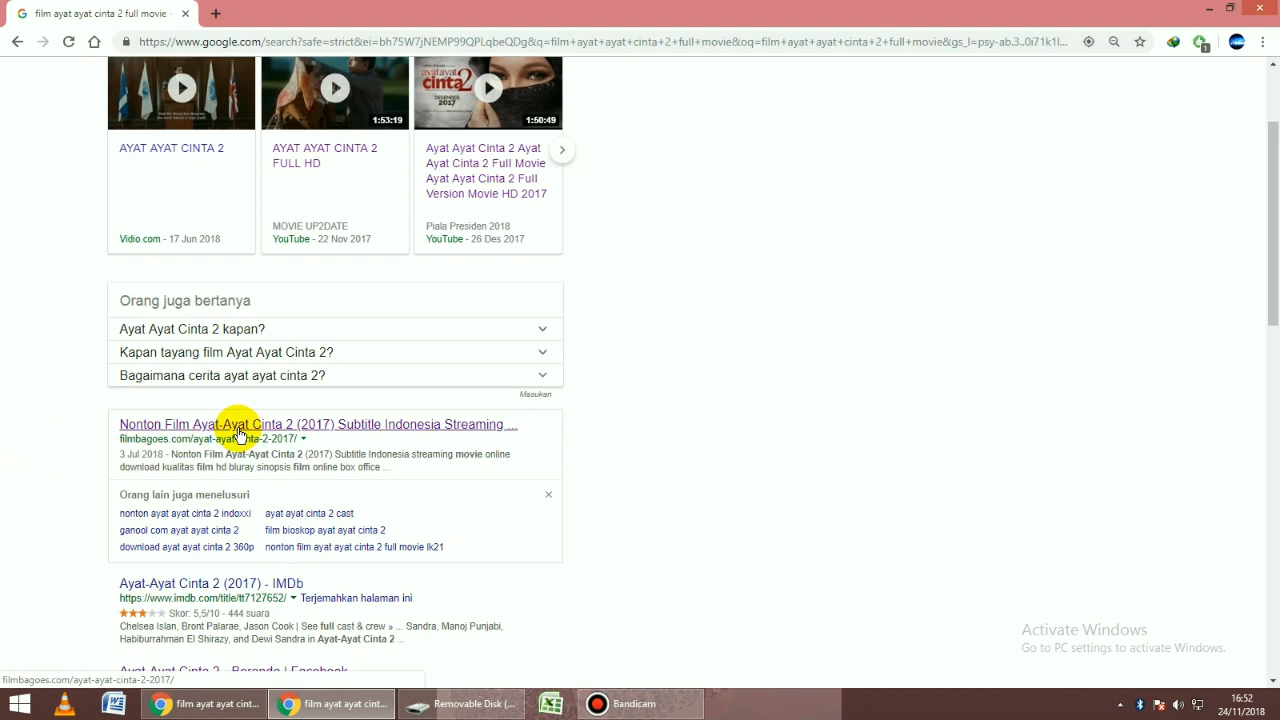 film ayat ayat cinta 2 full movie -
https://www.google.com/search?safe=strict&ei=bh75W7jNEMP99QPLqbeQDg&q=film+ayat+ayat+cinta+2+full+movie&oq=film+ayat+ayat+cinta+2+full+movie&gs_l=psy-ab.3..0i71k1l...
1
1:53:19
ayat ayat
cinta2
DESEMBER
2017
1:50:49
AYAT AYAT CINTA 2
Vidio.com - 17 Jun 2018
AYAT AYAT CINTA 2
FULL HD
MOVIE UP2DATE
YouTube - 22 Nov 2017
Ayat Ayat Cinta 2 Ayat
Ayat Cinta 2 Full Movie
Ayat Ayat Cinta 2 Full
Version Movie HD 2017
Piala Presiden 2018
YouTube - 26 Des 2017
Orang juga bertanya
Ayat Ayat Cinta 2 kapan?
Kapan tayang film Ayat Ayat Cinta 2?
Bagaimana cerita ayat ayat cinta 2?
Masukan
Nonton Film Ayat-Ayat Cinta 2 (2017) Subtitle Indonesia Streaming ...
filmbagoes.com/ayat-ayat-cinta-2-2017/
3 Jul 2018 - Nonton Film Ayat-Ayat Cinta 2 (2017) Subtitle Indonesia streaming movie online
download kualitas film hd bluray sinopsis film online box office ...
Orang lain juga menelusuri
nonton ayat ayat cinta 2 indoxxi
ayat ayat cinta 2 cast
ganool com ayat ayat cinta 2
film bioskop ayat ayat cinta 2
download ayat ayat cinta 2 360p
nonton film ayat ayat cinta 2 full movie lk21
Ayat-Ayat Cinta 2 (2017) - IMDb
https://www.imdb.com/title/tt7127652/ Terjemahkan halaman ini
Skor: 5,5/10 - 444 suara
Chelsea Islan, Bront Palarae, Jason Cook | See full cast & crew » ... Sandra, Manoj Punjabi,
Habiburrahman El Shirazy, and Dewi Sandra in Ayat-Ayat Cinta 2 ...
Ayat Ayat Cinta 2 - Beranda | Facebook
Activate Windows
Go to PC settings to activate Windows.
filmbagoes.com/ayat-ayat-cinta-2-2017/
film ayat ayat cint...
film ayat ayat cint...
Removable Disk (...
Bandicam
16:52
24/11/2018